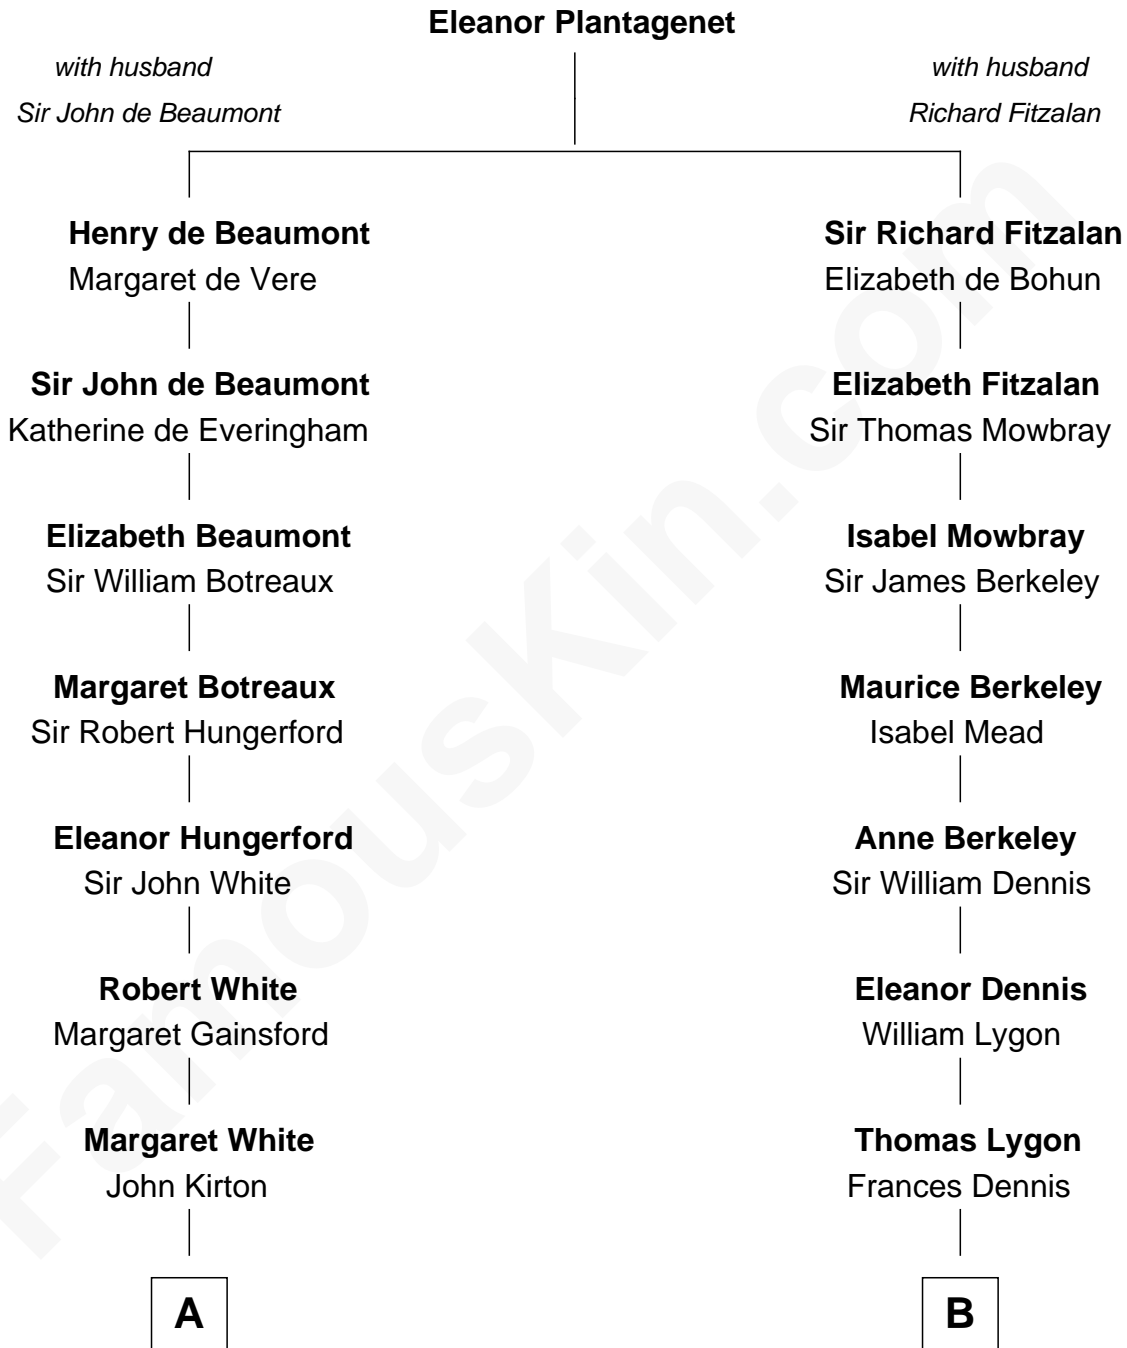 Eleanor Plantagenet
with husband
Sir John de Beaumont
with husband
Richard Fitzalan
Henry de Beaumont
Margaret de Vere
Sir Richard Fitzalan
Elizabeth de Bohun
Sir John de Beaumont
Katherine de Everingham
Elizabeth Fitzalan
Sir Thomas Mowbray
Elizabeth Beaumont
Sir William Botreaux
Isabel Mowbray
Sir James Berkeley
Margaret Botreaux
Sir Robert Hungerford
Maurice Berkeley
Isabel Mead
Eleanor Hungerford
Sir John White
Anne Berkeley
Sir William Dennis
Robert White
Margaret Gainsford
Eleanor Dennis
William Lygon
Margaret White
John Kirton
Thomas Lygon
Frances Dennis
A
B
FamousKin.com